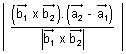 | ((b₁⃗ x b₂⃗).(a₂⃗ - a₁⃗)) / |b₁⃗ x b₂⃗| |